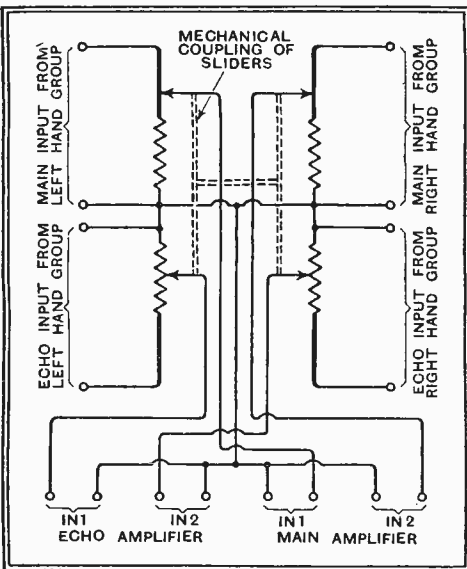 MECHANICAL
COUPLING OF
SLIDERS
MAIN INPUT FROM
LEFT HAND GROUP
MAIN INPUT FROM
RIGHT HAND GROUP
ECHO INPUT FROM
LEFT HAND GROUP
ECHO INPUT FROM
RIGHT HAND GROUP
IN1 IN2 IN1 IN2
ECHO AMPLIFIER MAIN AMPLIFIER